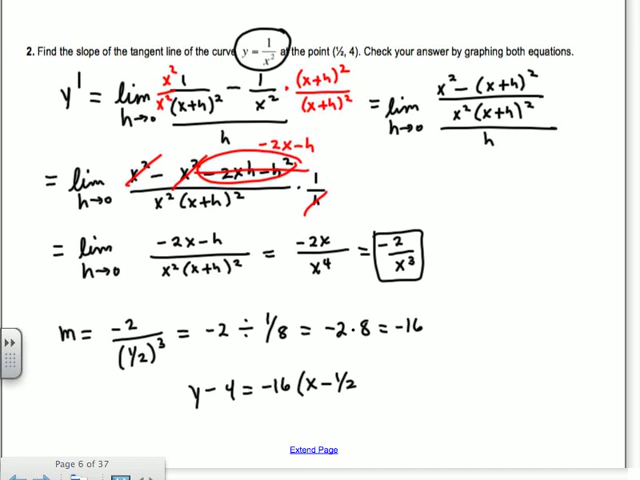 2. Find the slope of the tangent line of the curve y = 1/x² at the point (½, 4). Check your answer by graphing both equations.
y' = lim h→0 (x²/x² · 1/(x+h)² − 1/x² · (x+h)²/(x+h)²)/h = lim h→0 ((x² − (x+h)²)/(x²(x+h)²))/h
−2x−h
= lim h→0 (x² − x² − 2xh − h²)/(x²(x+h)²) · 1/h
= lim h→0 (−2x−h)/(x²(x+h)²) = −2x/x⁴ = −2/x³
m = −2/(1/2)³ = −2 ÷ 1/8 = −2 · 8 = −16
y − 4 = −16 (x − 1/2
Extend Page
Page 6 of 37